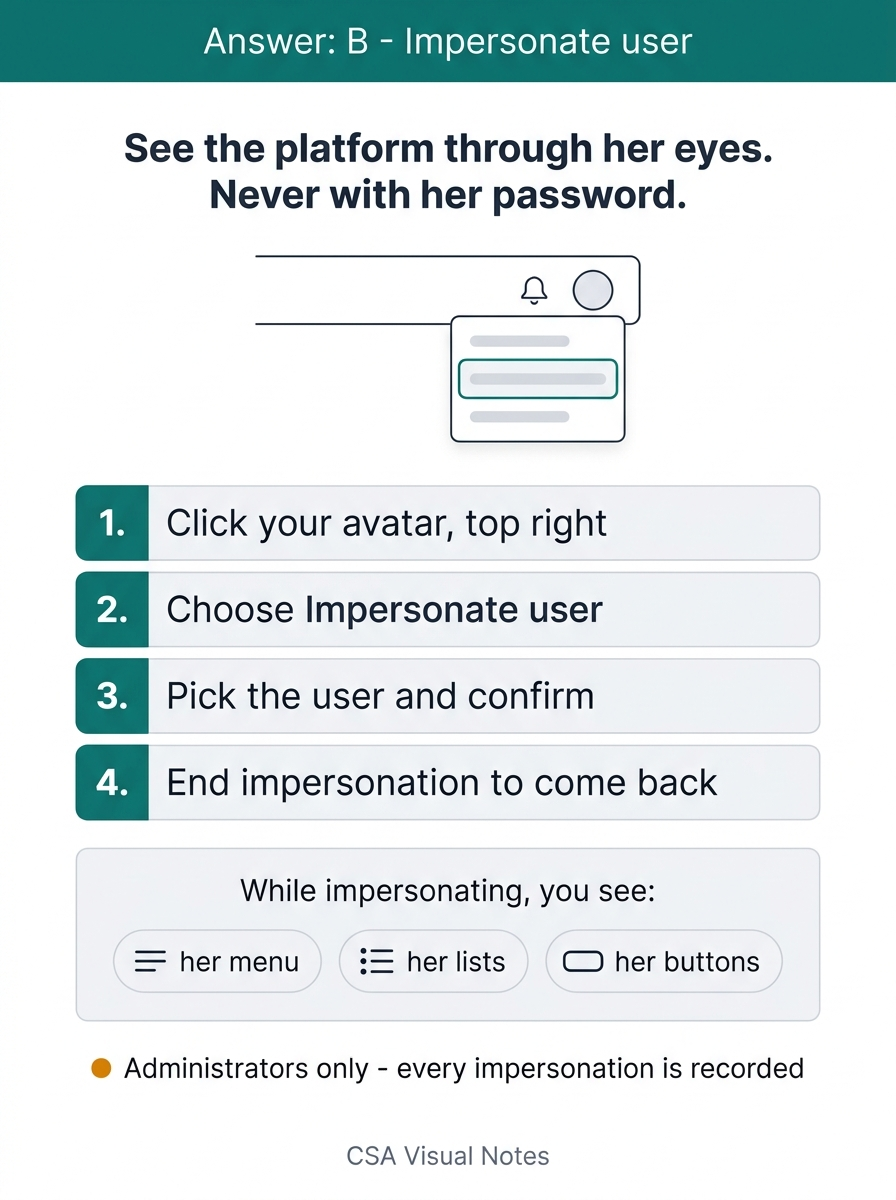 Answer: B - Impersonate user
See the platform through her eyes.
Never with her password.
1. Click your avatar, top right
2. Choose Impersonate user
3. Pick the user and confirm
4. End impersonation to come back
While impersonating, you see:
her menu
her lists
her buttons
Administrators only - every impersonation is recorded
CSA Visual Notes